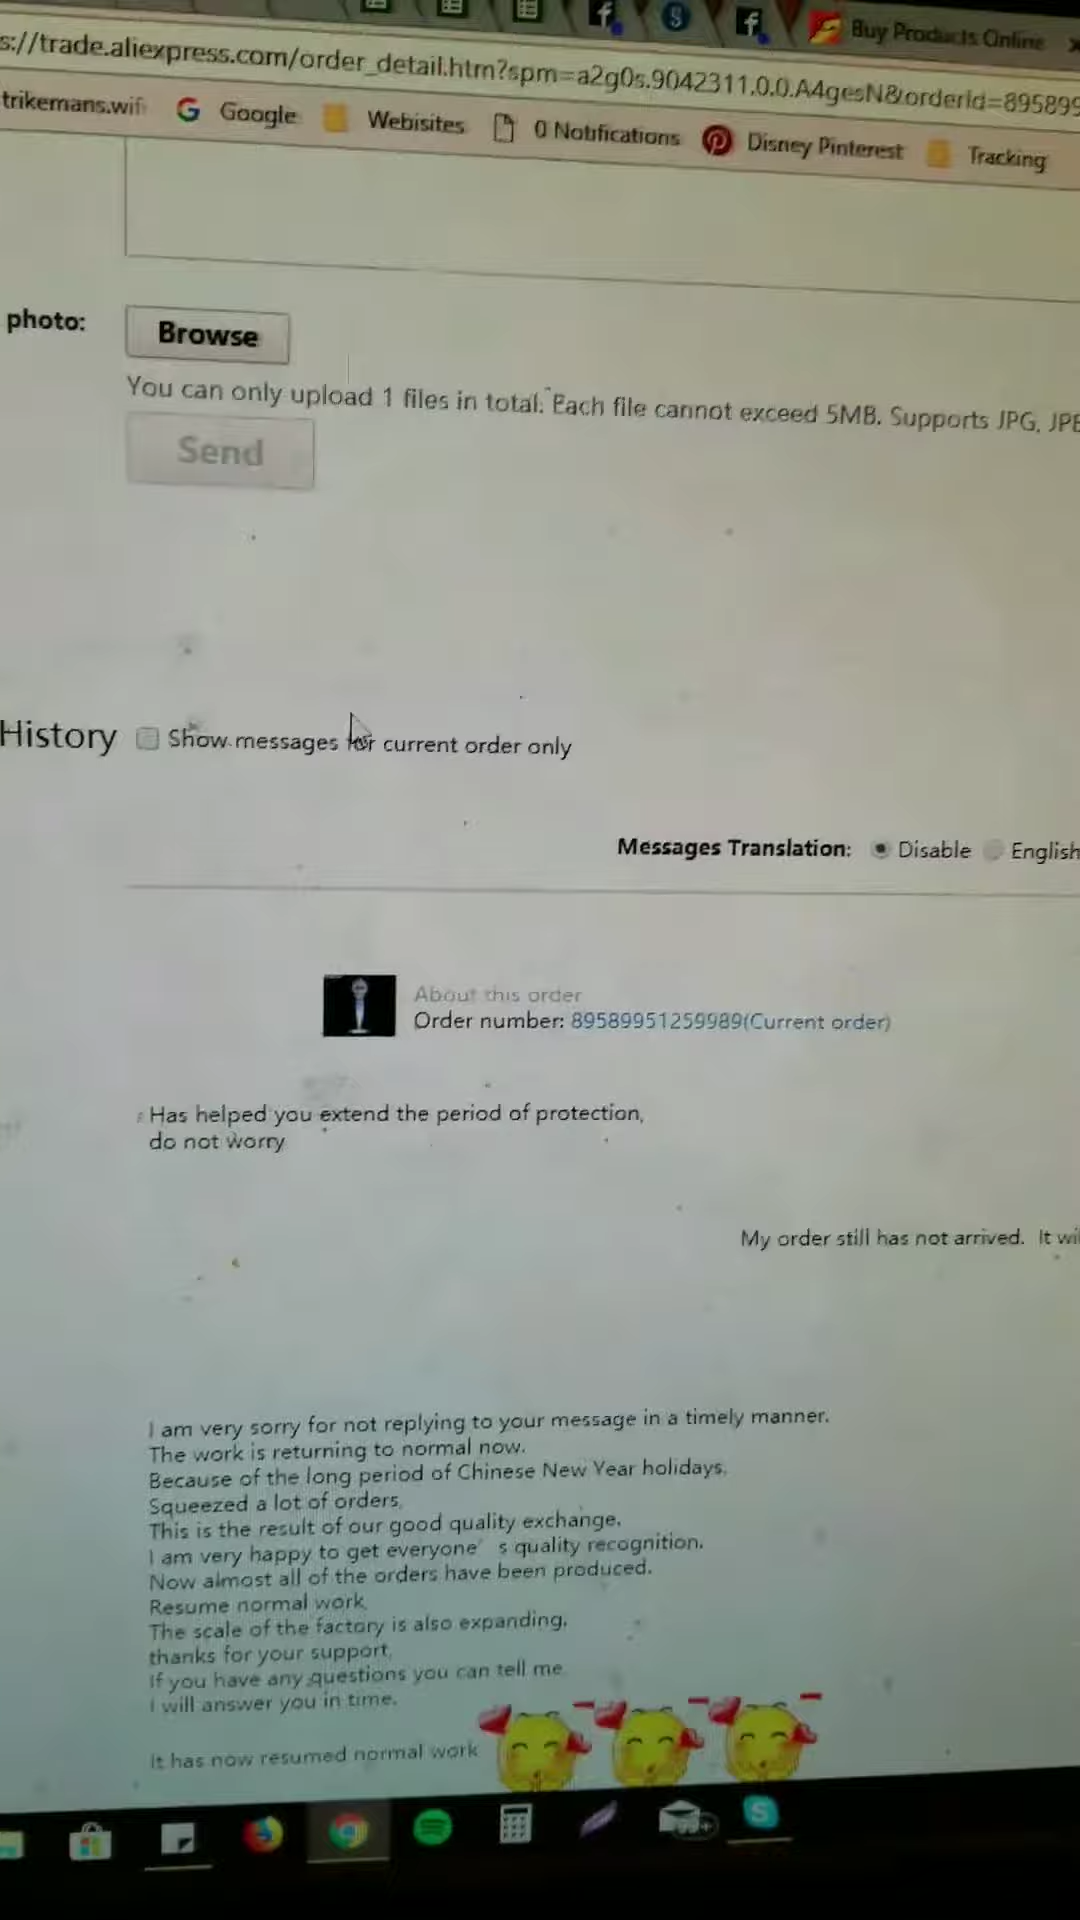 Buy Products Online
s://trade.aliexpress.com/order_detail.htm?spm=a2g0s.9042311.0.0.A4gesN&orderId=895899
trikemans.wifi Google Webisites 0 Notifications Disney Pinterest Tracking
photo: Browse
You can only upload 1 files in total. Each file cannot exceed 5MB. Supports JPG, JPE
Send
History Show messages for current order only
Messages Translation: Disable English
About this order
Order number: 89589951259989(Current order)
Has helped you extend the period of protection,
do not worry
My order still has not arrived. It wi
I am very sorry for not replying to your message in a timely manner.
The work is returning to normal now.
Because of the long period of Chinese New Year holidays,
Squeezed a lot of orders,
This is the result of our good quality exchange.
I am very happy to get everyone' s quality recognition.
Now almost all of the orders have been produced.
Resume normal work,
The scale of the factory is also expanding.
thanks for your support,
If you have any questions you can tell me
I will answer you in time.
It has now resumed normal work
99+